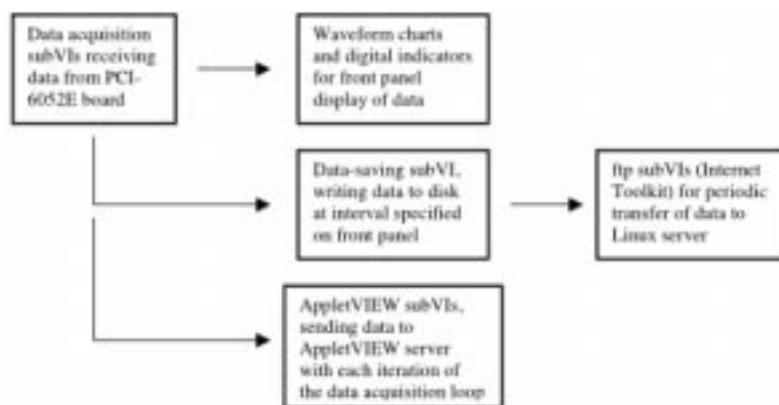 Data acquisition
subVIs receiving
data from PCI-
6052E board
Waveform charts
and digital indicators
for front panel
display of data
Data-saving subVI,
writing data to disk
at interval specified
on front panel
ftp subVIs (Internet
Toolkit) for periodic
transfer of data to
Linux server
AppletVIEW subVIs,
sending data to
AppletVIEW server
with each iteration of
the data acquisition loop